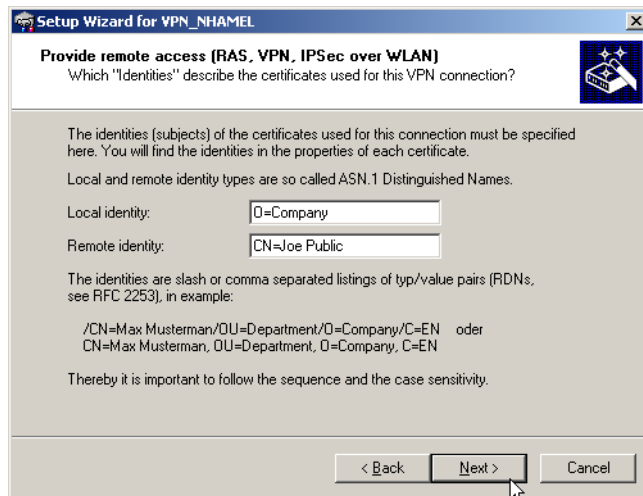 Setup Wizard for VPN_NHAMEL
Provide remote access (RAS, VPN, IPSec over WLAN)
Which "Identities" describe the certificates used for this VPN connection?
The identities (subjects) of the certificates used for this connection must be specified
here. You will find the identities in the properties of each certificate.
Local and remote identity types are so called ASN.1 Distinguished Names.
Local identity: O=Company
Remote identity: CN=Joe Public
The identities are slash or comma separated listings of typ/value pairs (RDNs,
see RFC 2253), in example:
/CN=Max Musterman/OU=Department/O=Company/C=EN oder
CN=Max Musterman, OU=Department, O=Company, C=EN
Thereby it is important to follow the sequence and the case sensitivity.
< Back Next > Cancel